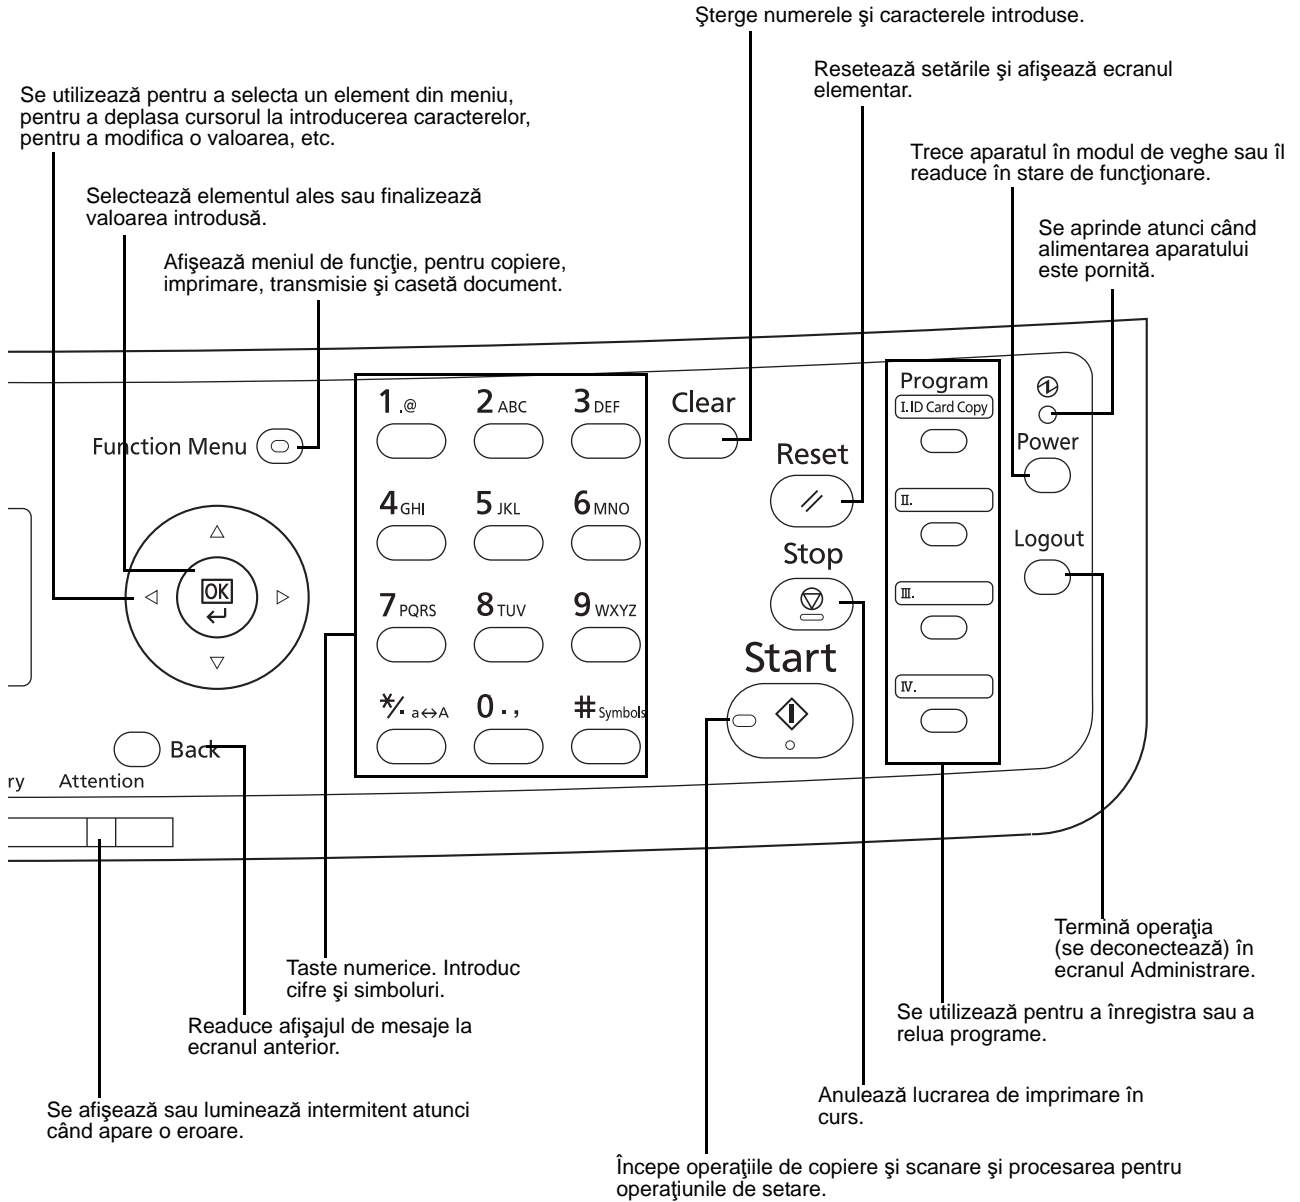 Şterge numerele şi caracterele introduse.
Resetează setările şi afişează ecranul
elementar.
Se utilizează pentru a selecta un element din meniu,
pentru a deplasa cursorul la introducerea caracterelor,
pentru a modifica o valoarea, etc.
Trece aparatul în modul de veghe sau îl
readuce în stare de funcţionare.
Selectează elementul ales sau finalizează
valoarea introdusă.
Se aprinde atunci când
alimentarea aparatului
este pornită.
Afişează meniul de funcţie, pentru copiere,
imprimare, transmisie şi casetă document.
1 .@
2 ABC
3 DEF
Clear
Program
I. ID Card Copy
Function Menu
Reset
Power
4 GHI
5 JKL
6 MNO
II.
Stop
Logout
OK
7 PQRS
8 TUV
9 WXYZ
III.
Start
*/. a↔A
0 . ,
# Symbols
IV.
Back
ry
Attention
Termină operaţia
(se deconectează) în
ecranul Administrare.
Taste numerice. Introduc
cifre şi simboluri.
Se utilizează pentru a înregistra sau a
relua programe.
Readuce afişajul de mesaje la
ecranul anterior.
Anulează lucrarea de imprimare în
curs.
Se afişează sau luminează intermitent atunci
când apare o eroare.
Începe operaţiile de copiere şi scanare şi procesarea pentru
operaţiunile de setare.